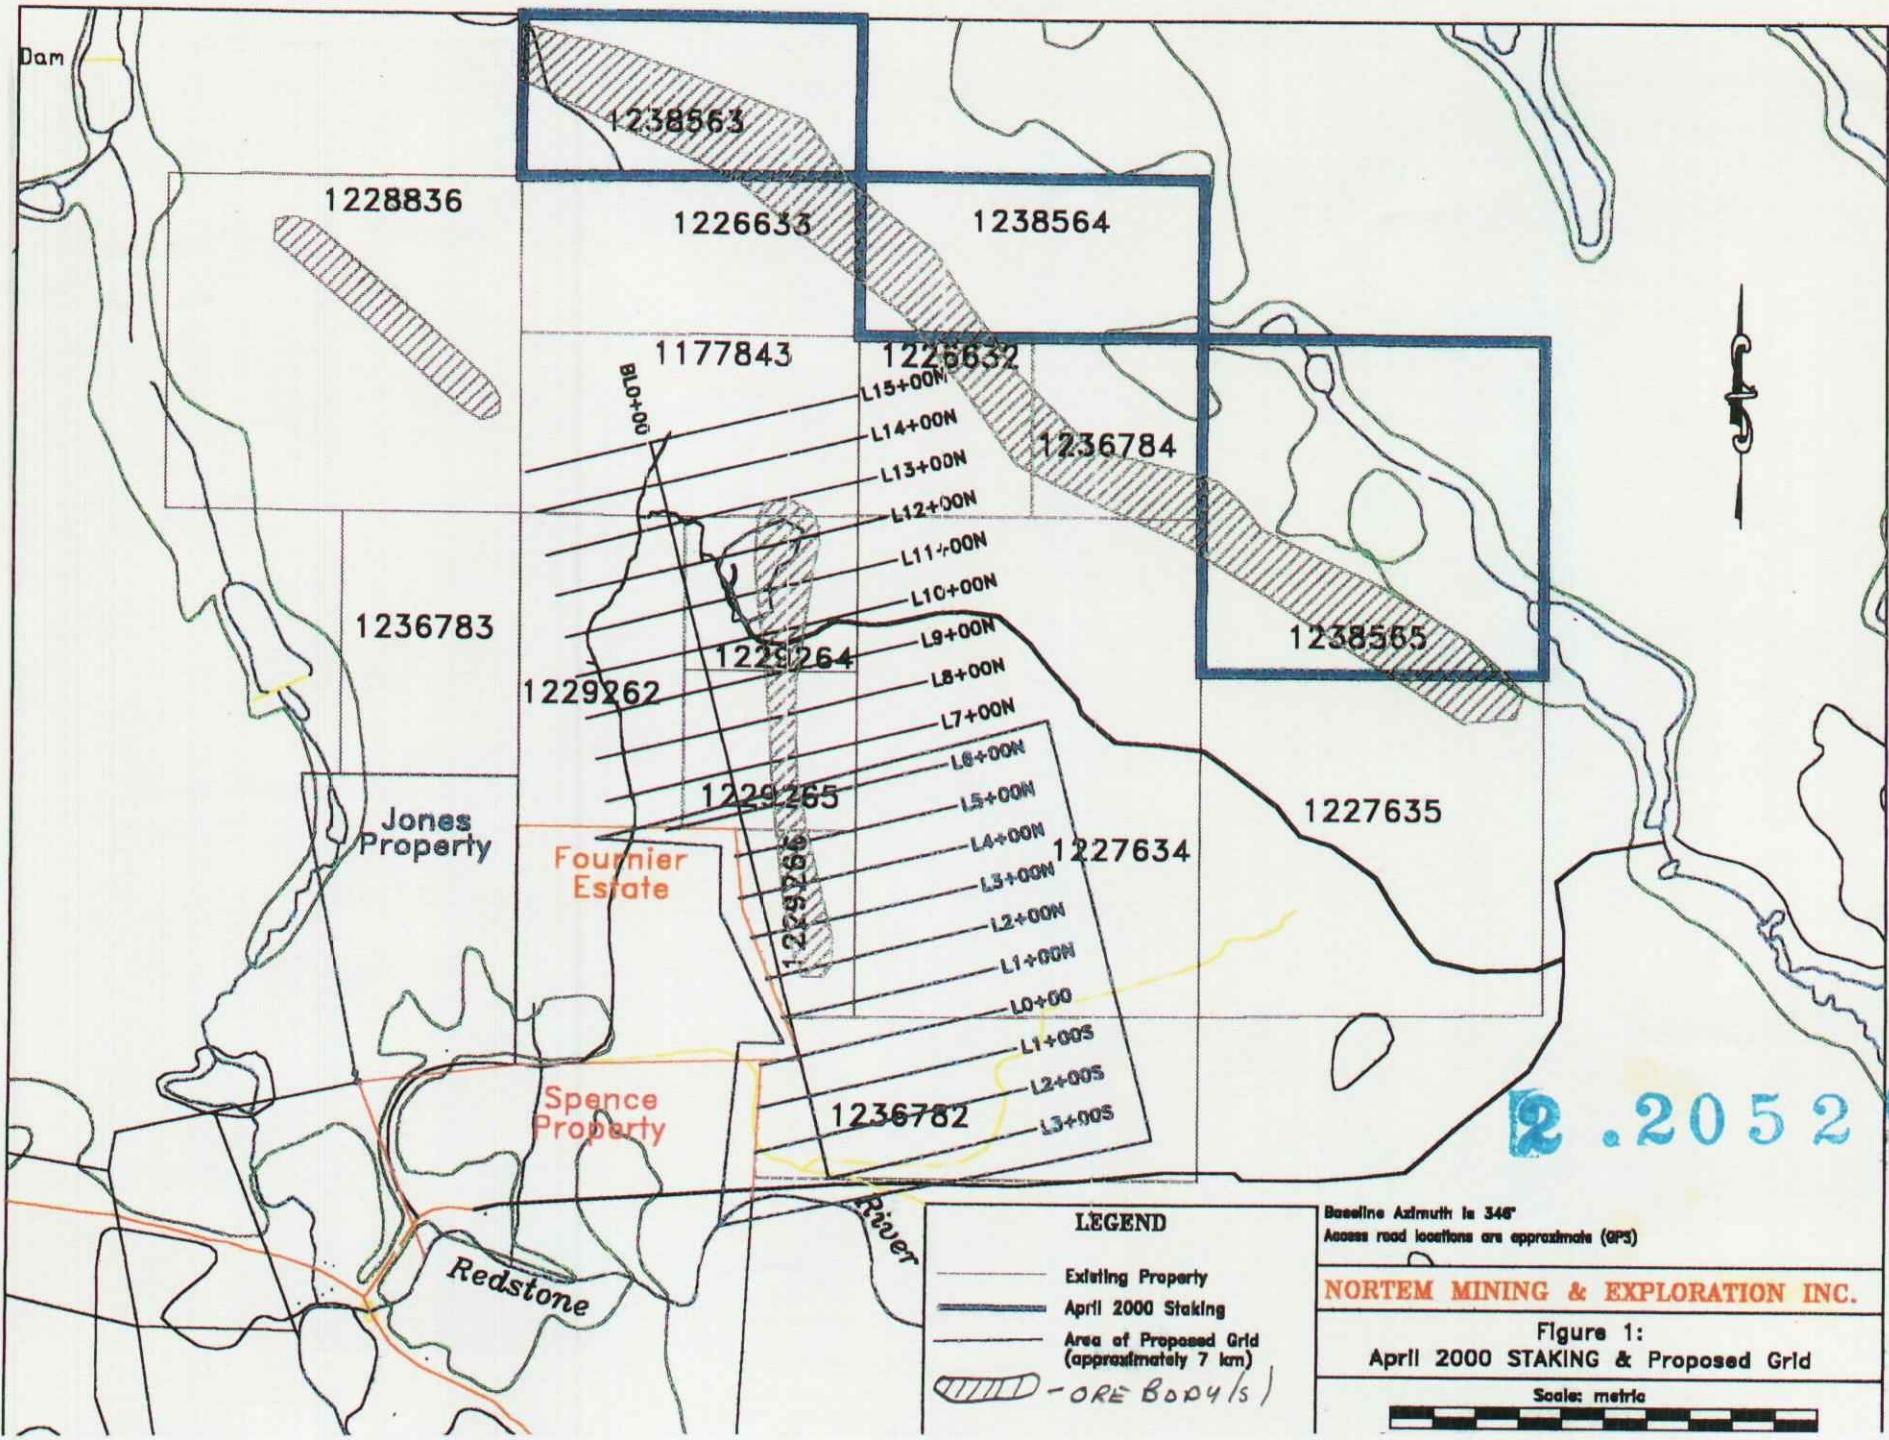 Dam
1238563
1228836
1226633
1238564
1177843
1226632
BL0+00
L15+00N
L14+00N
1236784
L13+00N
L12+00N
L11+00N
L10+00N
1236783
L9+00N
1238565
1229264
L8+00N
1229262
L7+00N
L6+00N
1229265
L5+00N
1227635
Jones
Property
L4+00N
1227634
Fournier
Estate
L3+00N
1229266
L2+00N
L1+00N
L0+00
L1+00S
L2+00S
Spence
Property
1236782
L3+00S
2.2052
River
Redstone
LEGEND
Existing Property
April 2000 Staking
Area of Proposed Grid
(approximately 7 km)
- ORE BODY(S)
Baseline Azimuth is 346°
Access road locations are approximate (GPS)
NORTEM MINING & EXPLORATION INC.
Figure 1:
April 2000 STAKING & Proposed Grid
Scale: metric